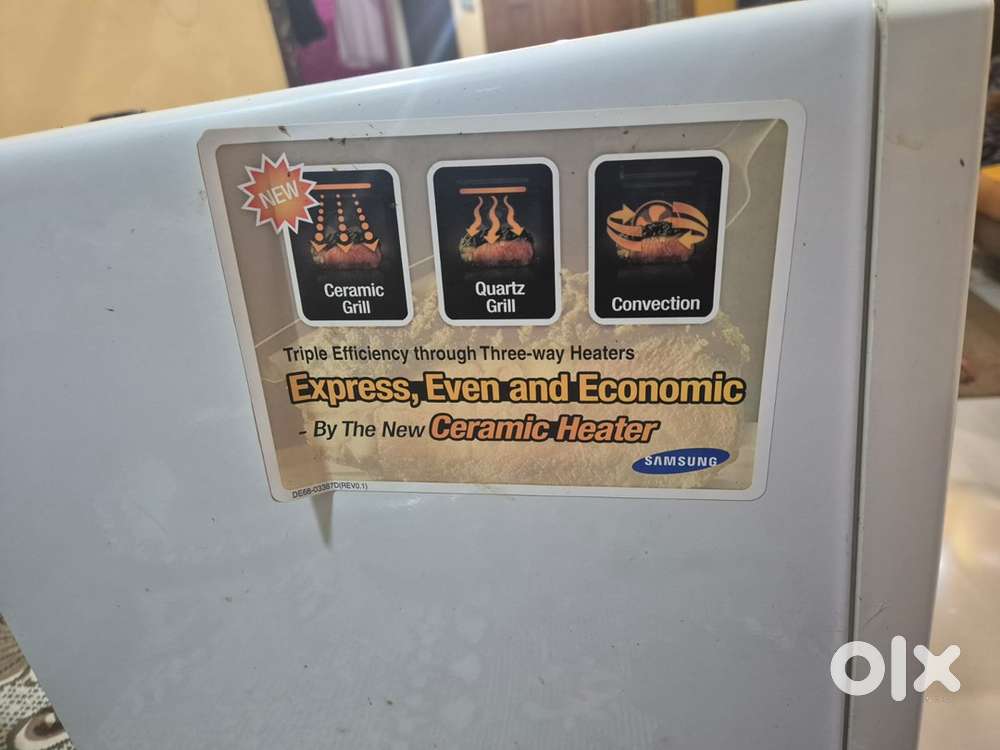 NEW
Ceramic
Grill
Quartz
Grill
Convection
Triple Efficiency through Three-way Heaters
Express, Even and Economic
- By The New Ceramic Heater
SAMSUNG
DE68-03387D(REV0.1)
olx